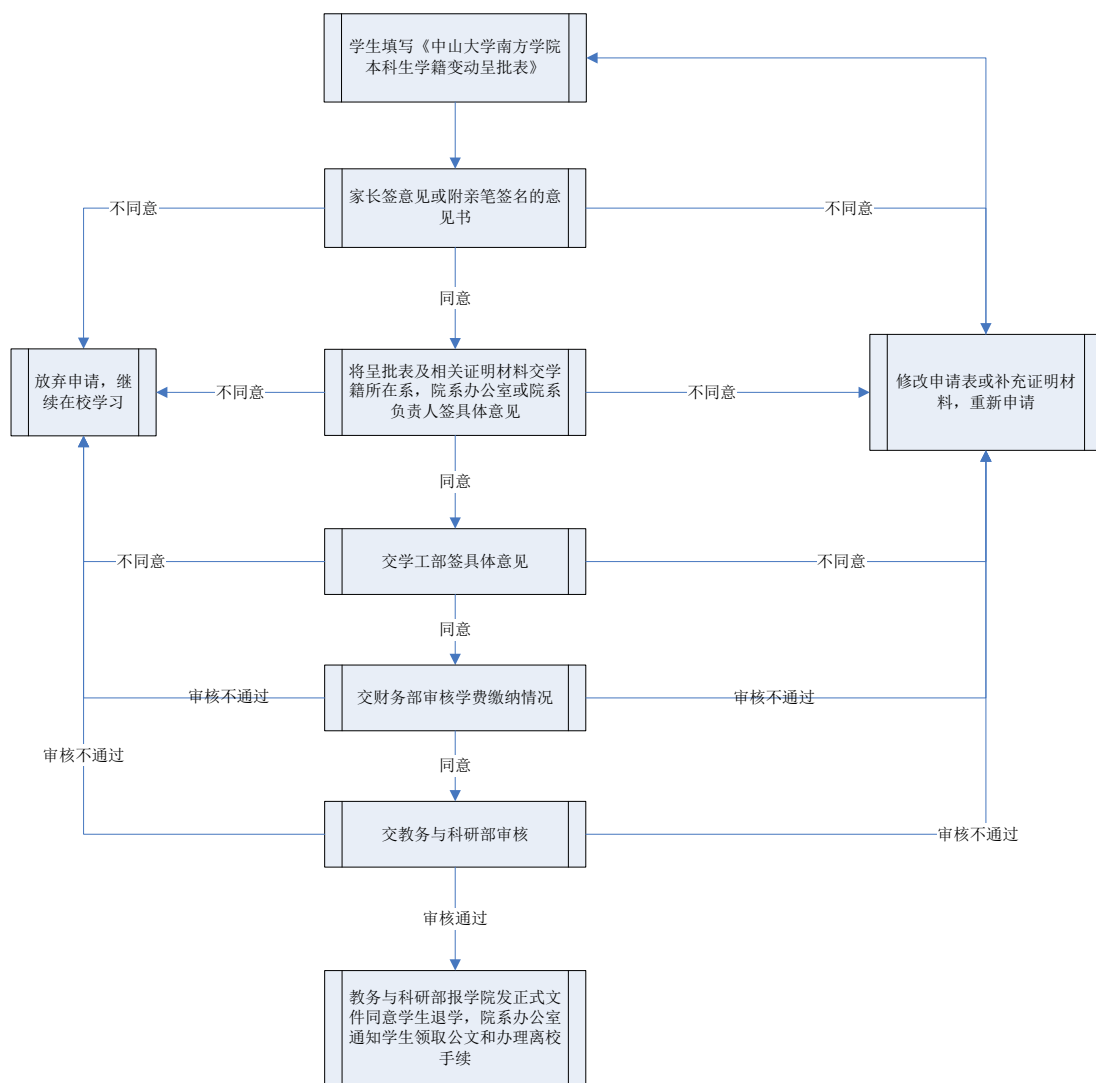 学生填写《中山大学南方学院
本科生学籍变动呈批表》
家长签意见或附亲笔签名的意
见书
不同意
不同意
同意
放弃申请，继
续在校学习
不同意
将呈批表及相关证明材料交学
籍所在系，院系办公室或院系
负责人签具体意见
不同意
修改申请表或补充证明材
料，重新申请
同意
不同意
交学工部签具体意见
不同意
同意
审核不通过
交财务部审核学费缴纳情况
审核不通过
审核不通过
同意
交教务与科研部审核
审核不通过
审核通过
教务与科研部报学院发正式文
件同意学生退学，院系办公室
通知学生领取公文和办理离校
手续